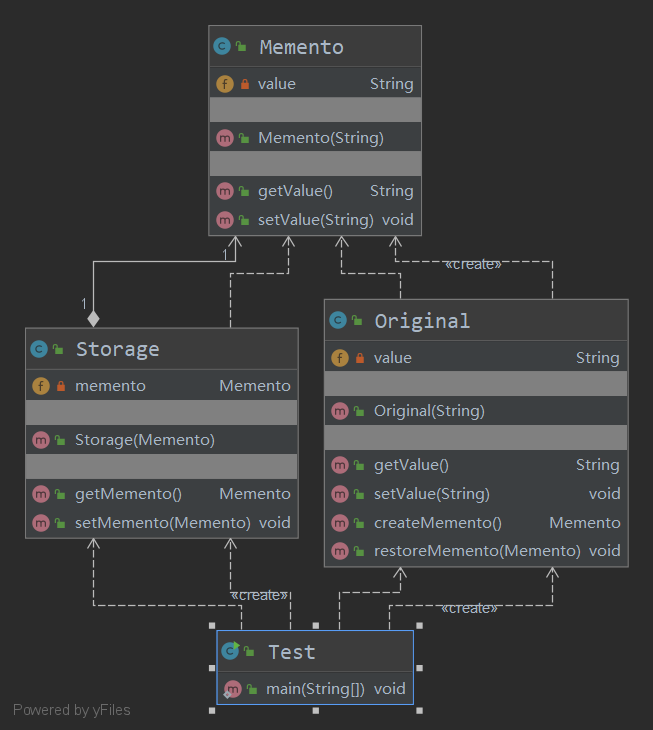 Memento
value String
Memento(String)
getValue() String
setValue(String) void
1
«create»
1
Storage
memento Memento
Storage(Memento)
getMemento() Memento
setMemento(Memento) void
Original
value String
Original(String)
getValue() String
setValue(String) void
createMemento() Memento
restoreMemento(Memento) void
«create»
«create»
Test
main(String[]) void
Powered by yFiles